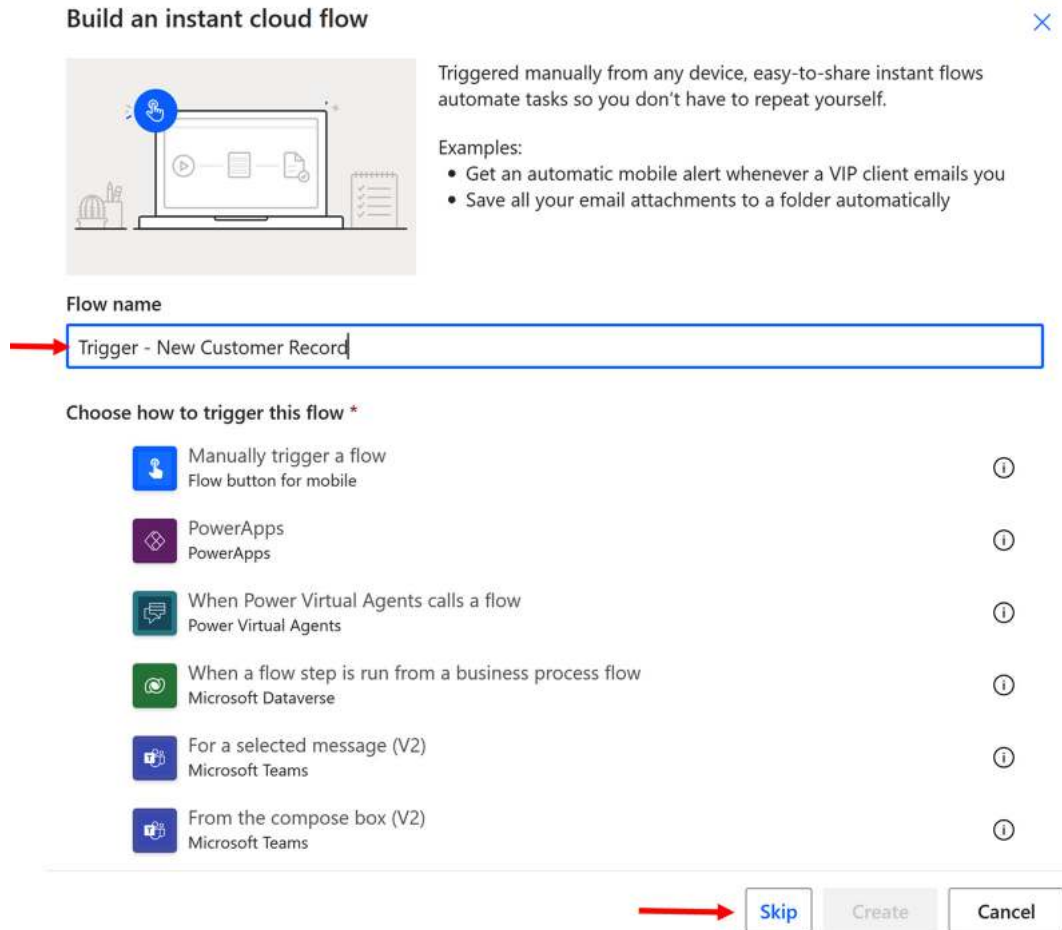 Build an instant cloud flow
Triggered manually from any device, easy-to-share instant flows
automate tasks so you don't have to repeat yourself.
Examples:
• Get an automatic mobile alert whenever a VIP client emails you
• Save all your email attachments to a folder automatically
Flow name
Trigger - New Customer Record
Choose how to trigger this flow *
Manually trigger a flow
Flow button for mobile
PowerApps
PowerApps
When Power Virtual Agents calls a flow
Power Virtual Agents
When a flow step is run from a business process flow
Microsoft Dataverse
For a selected message (V2)
Microsoft Teams
From the compose box (V2)
Microsoft Teams
Skip Create Cancel